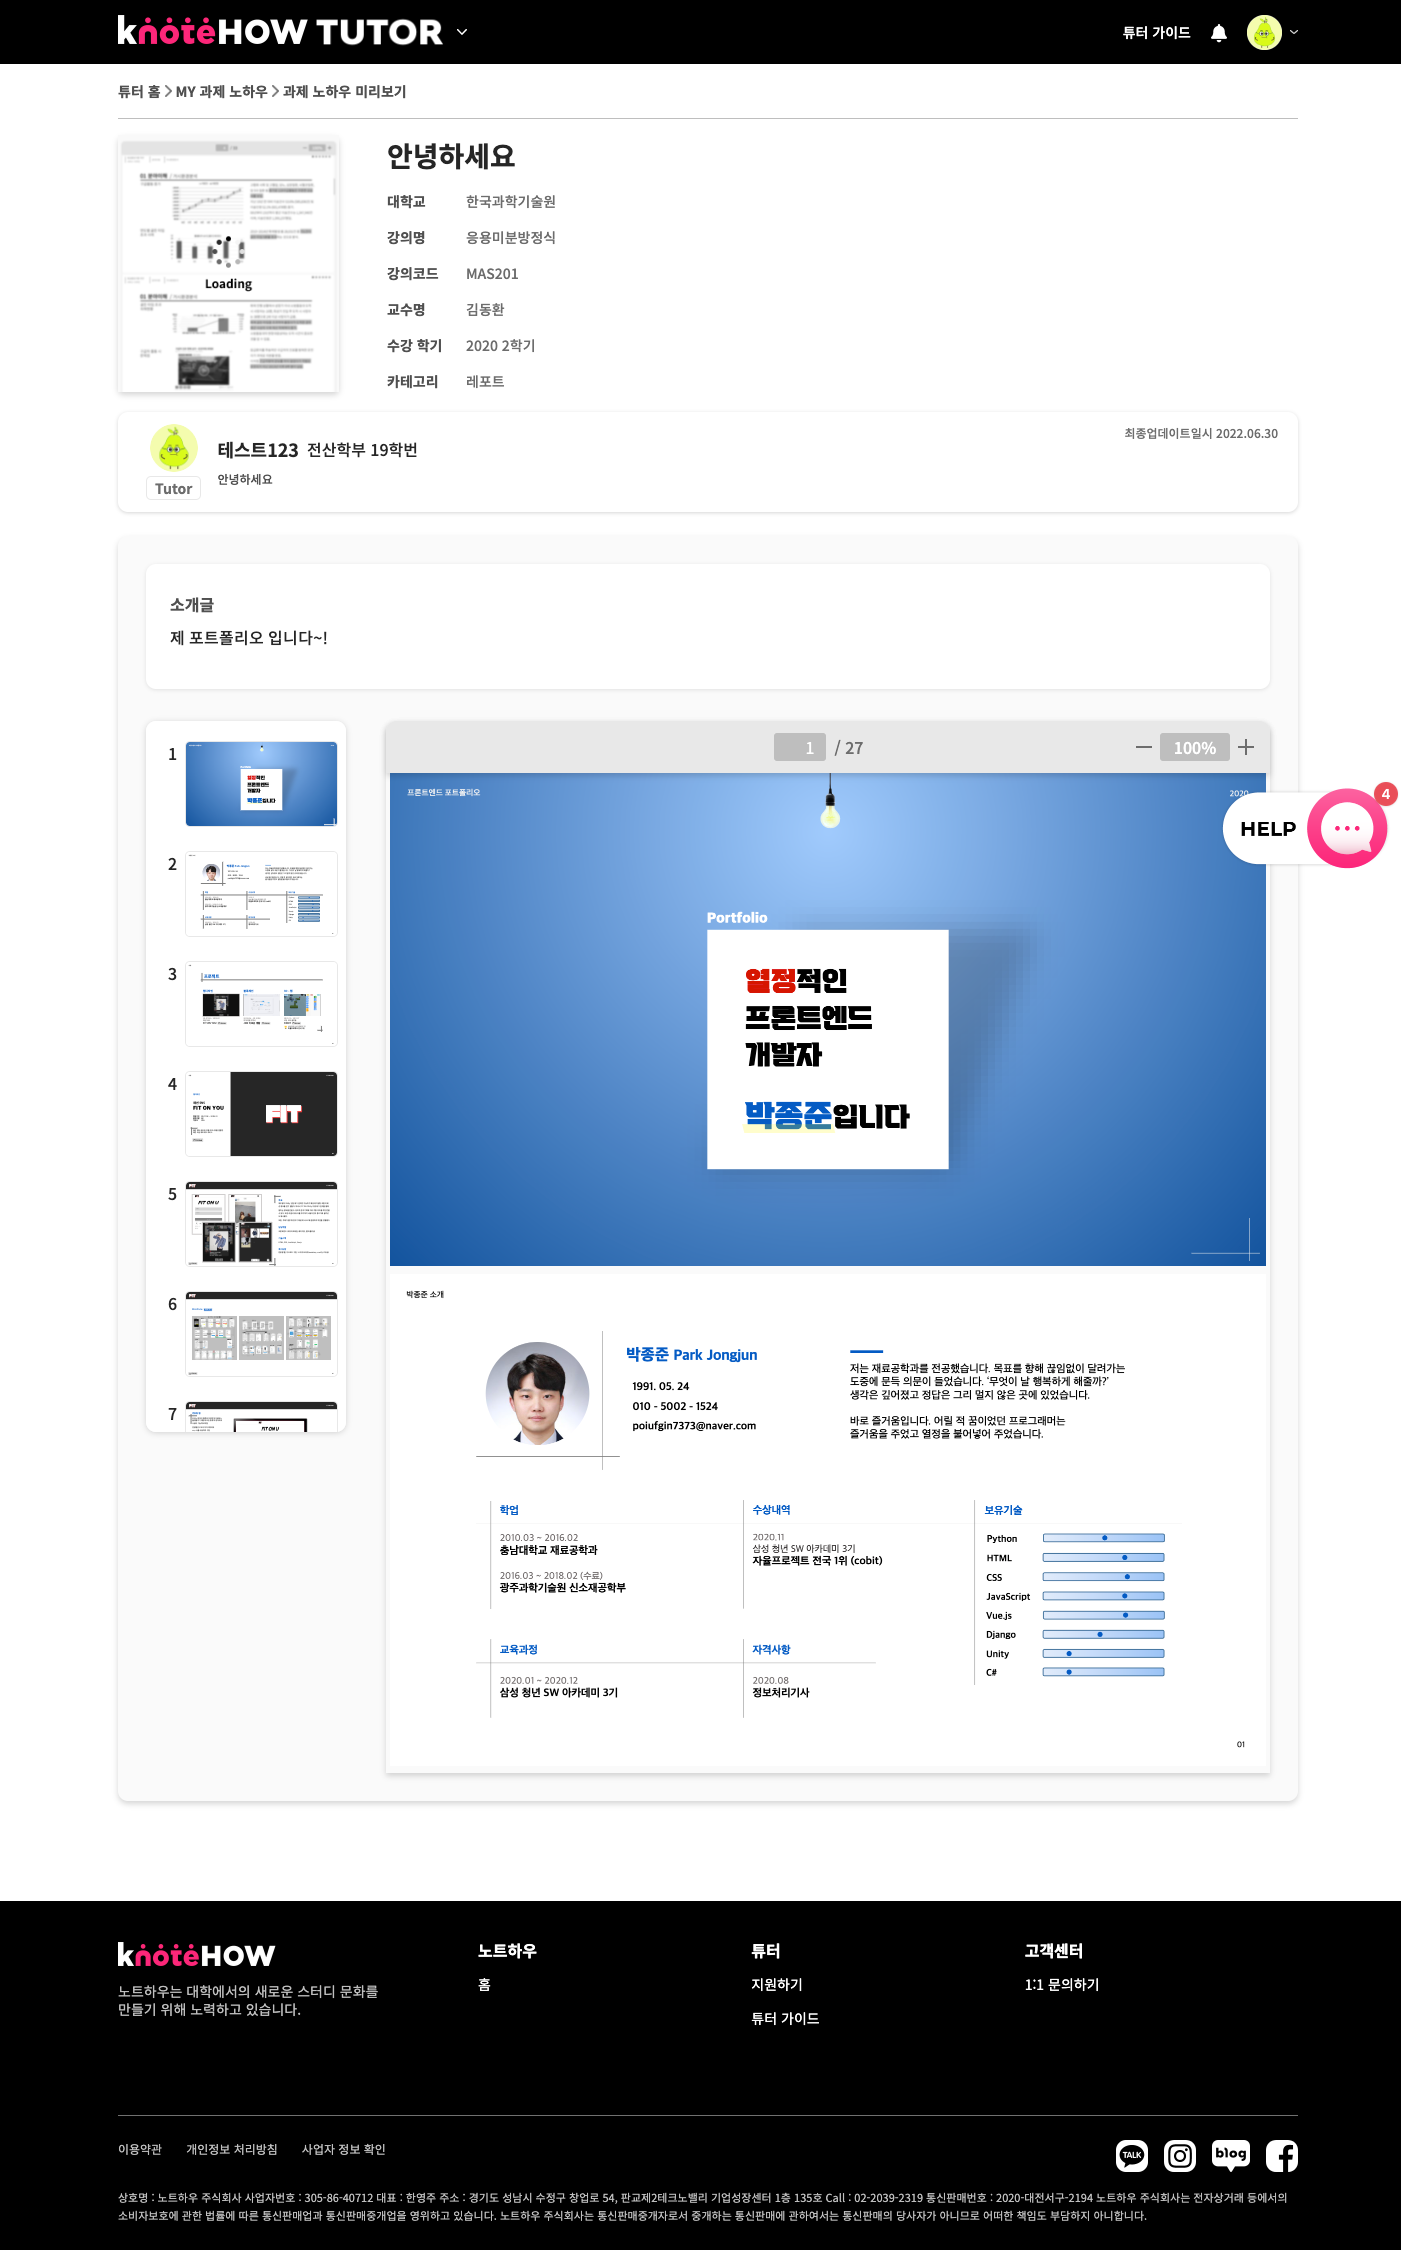 knoteHOW TUTOR
튜터 가이드
튜터 홈 > MY 과제 노하우 > 과제 노하우 미리보기
Loading
안녕하세요
대학교 한국과학기술원
강의명 응용미분방정식
강의코드 MAS201
교수명 김동환
수강 학기 2020 2학기
카테고리 레포트
테스트123 전산학부 19학번
최종업데이트일시 2022.06.30
Tutor
안녕하세요
소개글
제 포트폴리오 입니다~!
1
2
3
프로젝트
4
FIT ON YOU
FIT
5
FIT ON U
6
7
1 / 27
100%
프론트엔드 포트폴리오
2020
HELP
4
Portfolio
열정적인
프론트엔드
개발자
박종준입니다
박종준 소개
박종준 Park Jongjun
1991. 05. 24
010 - 5002 - 1524
poiufgin7373@naver.com
저는 재료공학과를 전공했습니다. 목표를 향해 끊임없이 달려가는
도중에 문득 의문이 들었습니다. ‘무엇이 날 행복하게 해줄까?’
생각은 깊어졌고 정답은 그리 멀지 않은 곳에 있었습니다.
바로 즐거움입니다. 어릴 적 꿈이었던 프로그래머는
즐거움을 주었고 열정을 불어넣어 주었습니다.
학업
2010.03 ~ 2016.02
충남대학교 재료공학과
2016.03 ~ 2018.02 (수료)
광주과학기술원 신소재공학부
수상내역
2020.11
삼성 청년 SW 아카데미 3기
자율프로젝트 전국 1위 (cobit)
보유기술
Python
HTML
CSS
JavaScript
Vue.js
Django
Unity
C#
교육과정
2020.01 ~ 2020.12
삼성 청년 SW 아카데미 3기
자격사항
2020.08
정보처리기사
01
knoteHOW
노트하우는 대학에서의 새로운 스터디 문화를
만들기 위해 노력하고 있습니다.
노트하우
홈
튜터
지원하기
튜터 가이드
고객센터
1:1 문의하기
이용약관 개인정보 처리방침 사업자 정보 확인
TALK
blog
상호명 : 노트하우 주식회사 사업자번호 : 305-86-40712 대표 : 한영주 주소 : 경기도 성남시 수정구 창업로 54, 판교제2테크노밸리 기업성장센터 1층 135호 Call : 02-2039-2319 통신판매번호 : 2020-대전서구-2194 노트하우 주식회사는 전자상거래 등에서의
소비자보호에 관한 법률에 따른 통신판매업과 통신판매중개업을 영위하고 있습니다. 노트하우 주식회사는 통신판매중개자로서 중개하는 통신판매에 관하여서는 통신판매의 당사자가 아니므로 어떠한 책임도 부담하지 아니합니다.